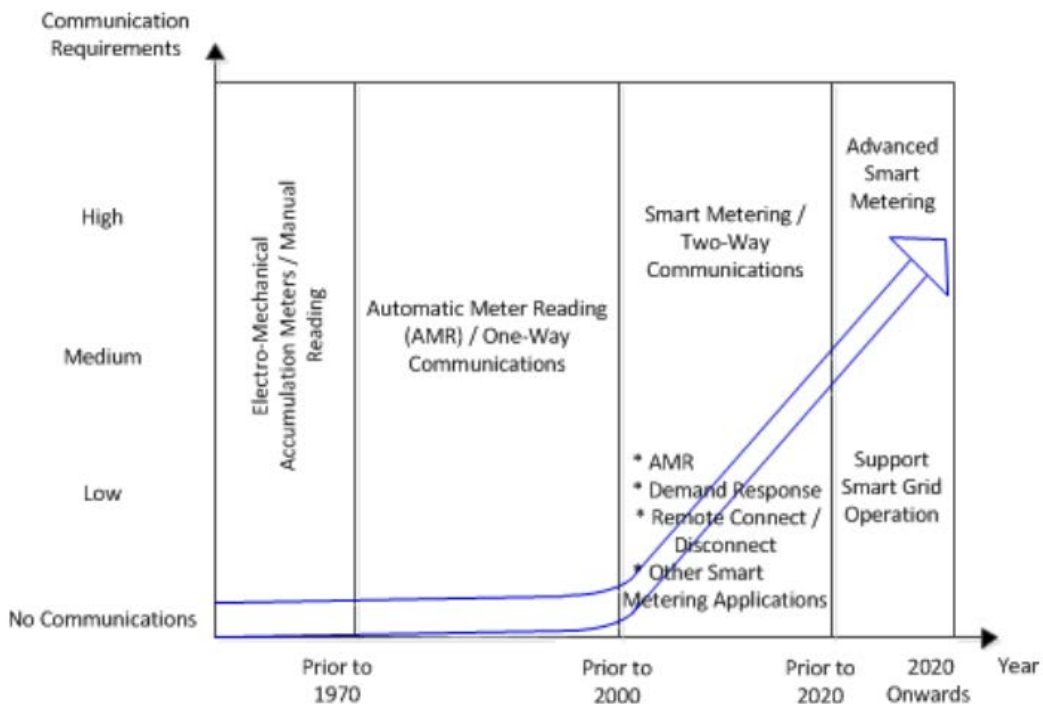 Communication
Requirements
High
Medium
Low
No Communications
Electro-Mechanical
Accumulation Meters / Manual
Reading
Automatic Meter Reading
(AMR) / One-Way
Communications
Smart Metering /
Two-Way
Communications
* AMR
* Demand Response
* Remote Connect /
Disconnect
* Other Smart
Metering Applications
Advanced
Smart
Metering
Support
Smart Grid
Operation
Prior to
1970
Prior to
2000
Prior to
2020
2020
Onwards
Year